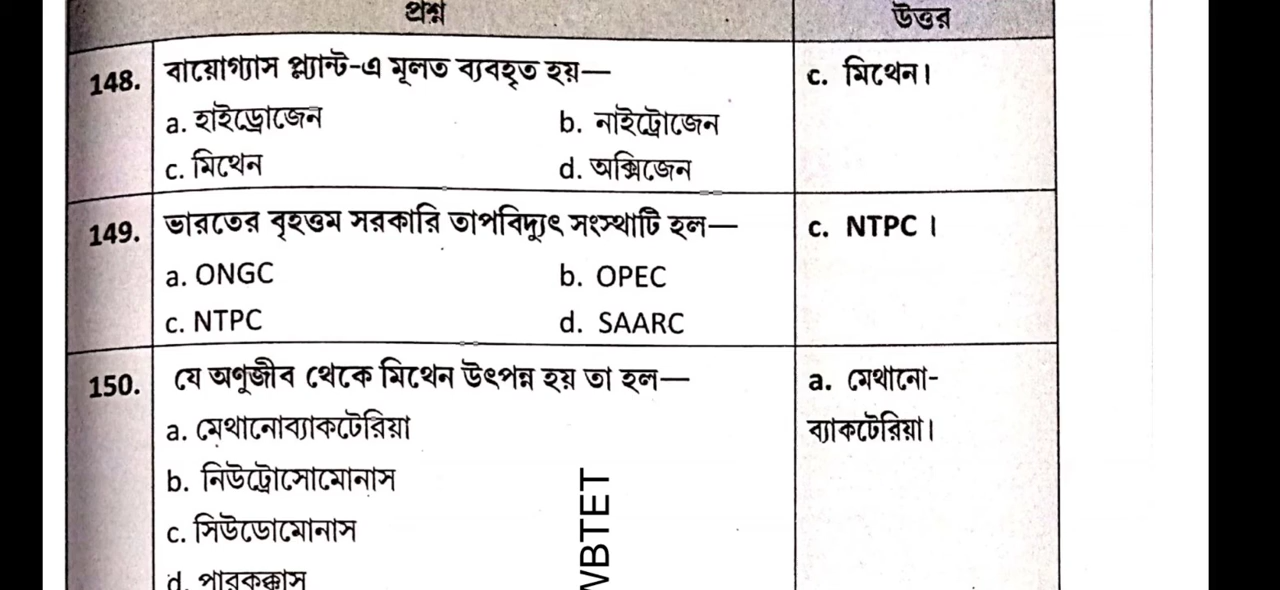 প্রশ্ন উত্তর
148. বায়োগ্যাস প্ল্যান্ট-এ মূলত ব্যবহৃত হয়— c. মিথেন।
a. হাইড্রোজেন b. নাইট্রোজেন
c. মিথেন d. অক্সিজেন
149. ভারতের বৃহত্তম সরকারি তাপবিদ্যুৎ সংস্থাটি হল— c. NTPC ।
a. ONGC b. OPEC
c. NTPC d. SAARC
150. যে অণুজীব থেকে মিথেন উৎপন্ন হয় তা হল— a. মেথানো-
a. মেথানোব্যাকটেরিয়া ব্যাকটেরিয়া।
b. নিউট্রোসোমোনাস
c. সিউডোমোনাস
d. পারকক্কাস
WBTET